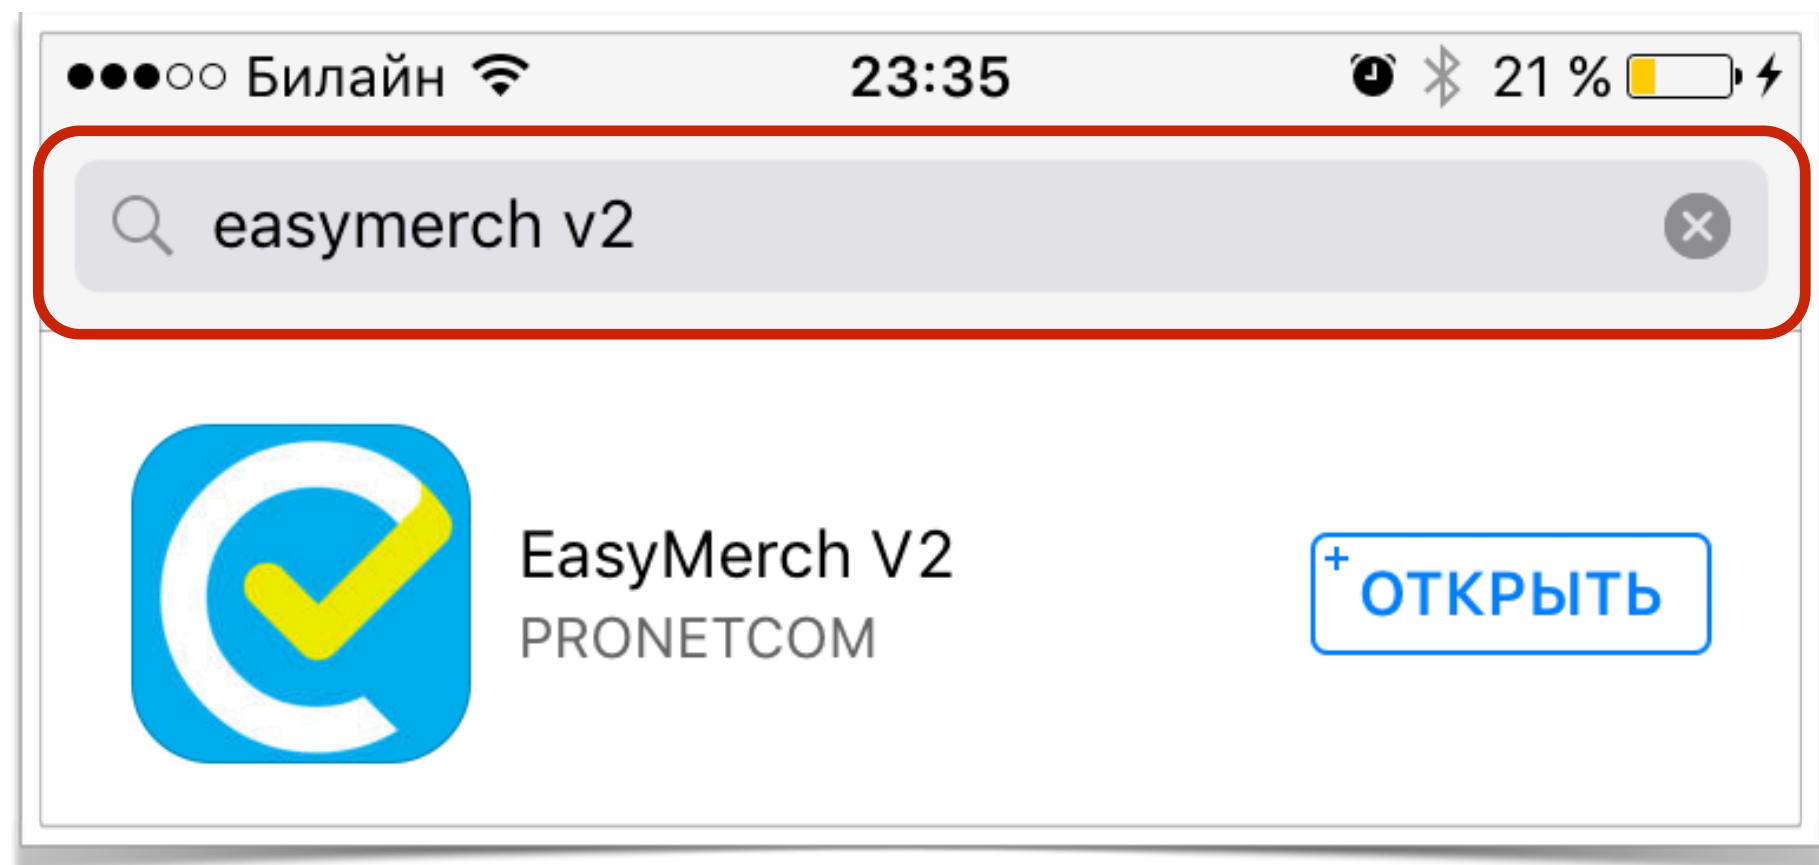 Билайн 23:35 21 %
easymerch v2
EasyMerch V2
PRONETCOM
+ ОТКРЫТЬ